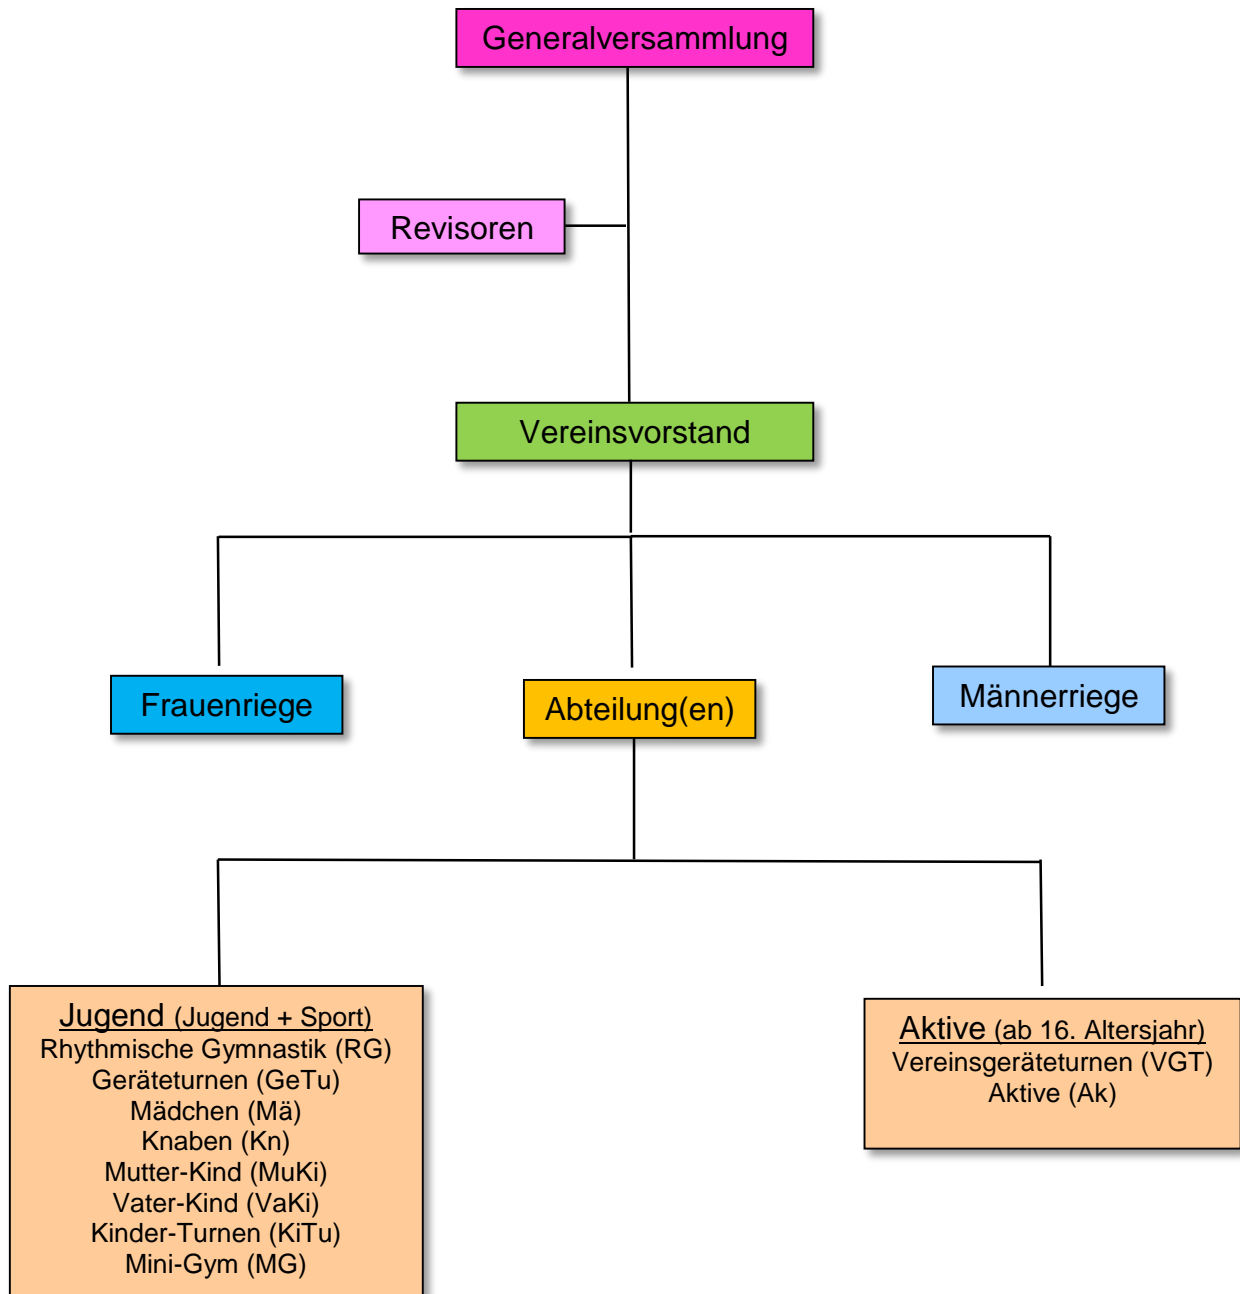 Generalversammlung
Revisoren
Vereinsvorstand
Frauenriege
Abteilung(en)
Männerriege
Jugend (Jugend + Sport)
Rhythmische Gymnastik (RG)
Geräteturnen (GeTu)
Mädchen (Mä)
Knaben (Kn)
Mutter-Kind (MuKi)
Vater-Kind (VaKi)
Kinder-Turnen (KiTu)
Mini-Gym (MG)
Aktive (ab 16. Altersjahr)
Vereinsgeräteturnen (VGT)
Aktive (Ak)